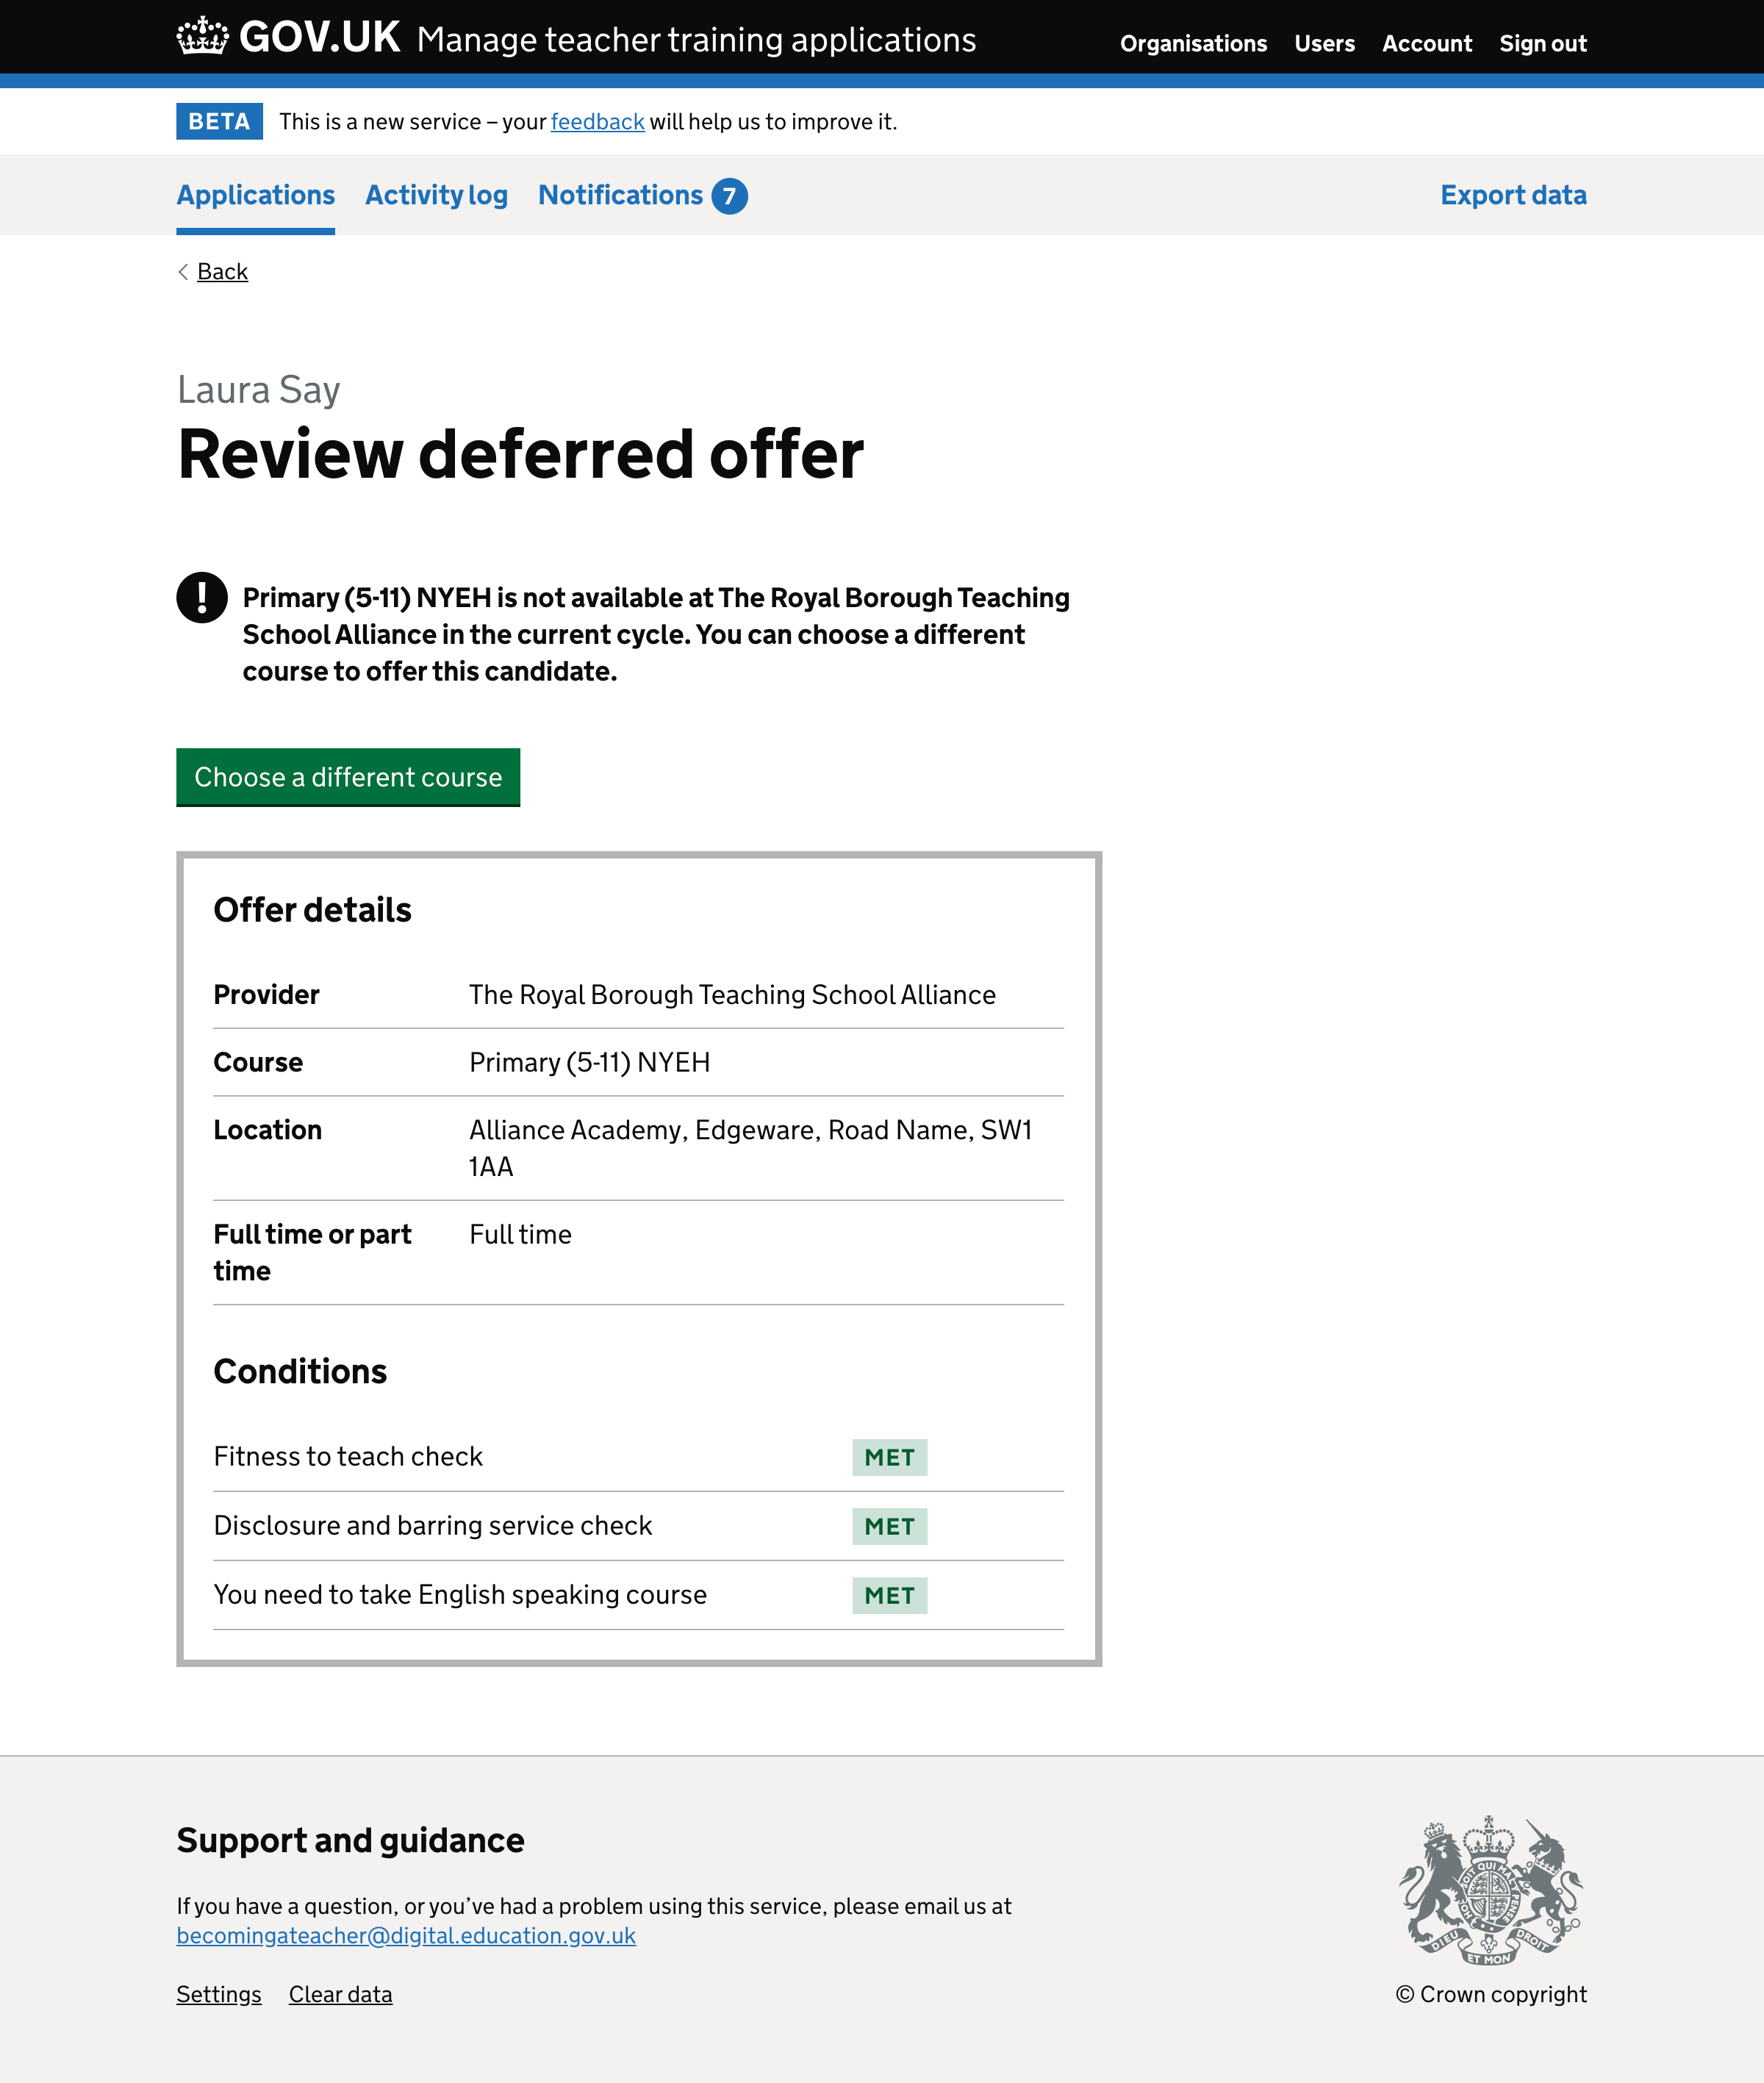 GOV.UK Manage teacher training applications Organisations Users Account Sign out
BETA This is a new service – your feedback will help us to improve it.
Applications Activity log Notifications 7 Export data
Back
Laura Say
Review deferred offer
! Primary (5-11) NYEH is not available at The Royal Borough Teaching
School Alliance in the current cycle. You can choose a different
course to offer this candidate.
Choose a different course
Offer details
Provider The Royal Borough Teaching School Alliance
Course Primary (5-11) NYEH
Location Alliance Academy, Edgeware, Road Name, SW1
1AA
Full time or part Full time
time
Conditions
Fitness to teach check MET
Disclosure and barring service check MET
You need to take English speaking course MET
Support and guidance
If you have a question, or you’ve had a problem using this service, please email us at
becomingateacher@digital.education.gov.uk
DIEU ET MON DROIT
Settings Clear data © Crown copyright